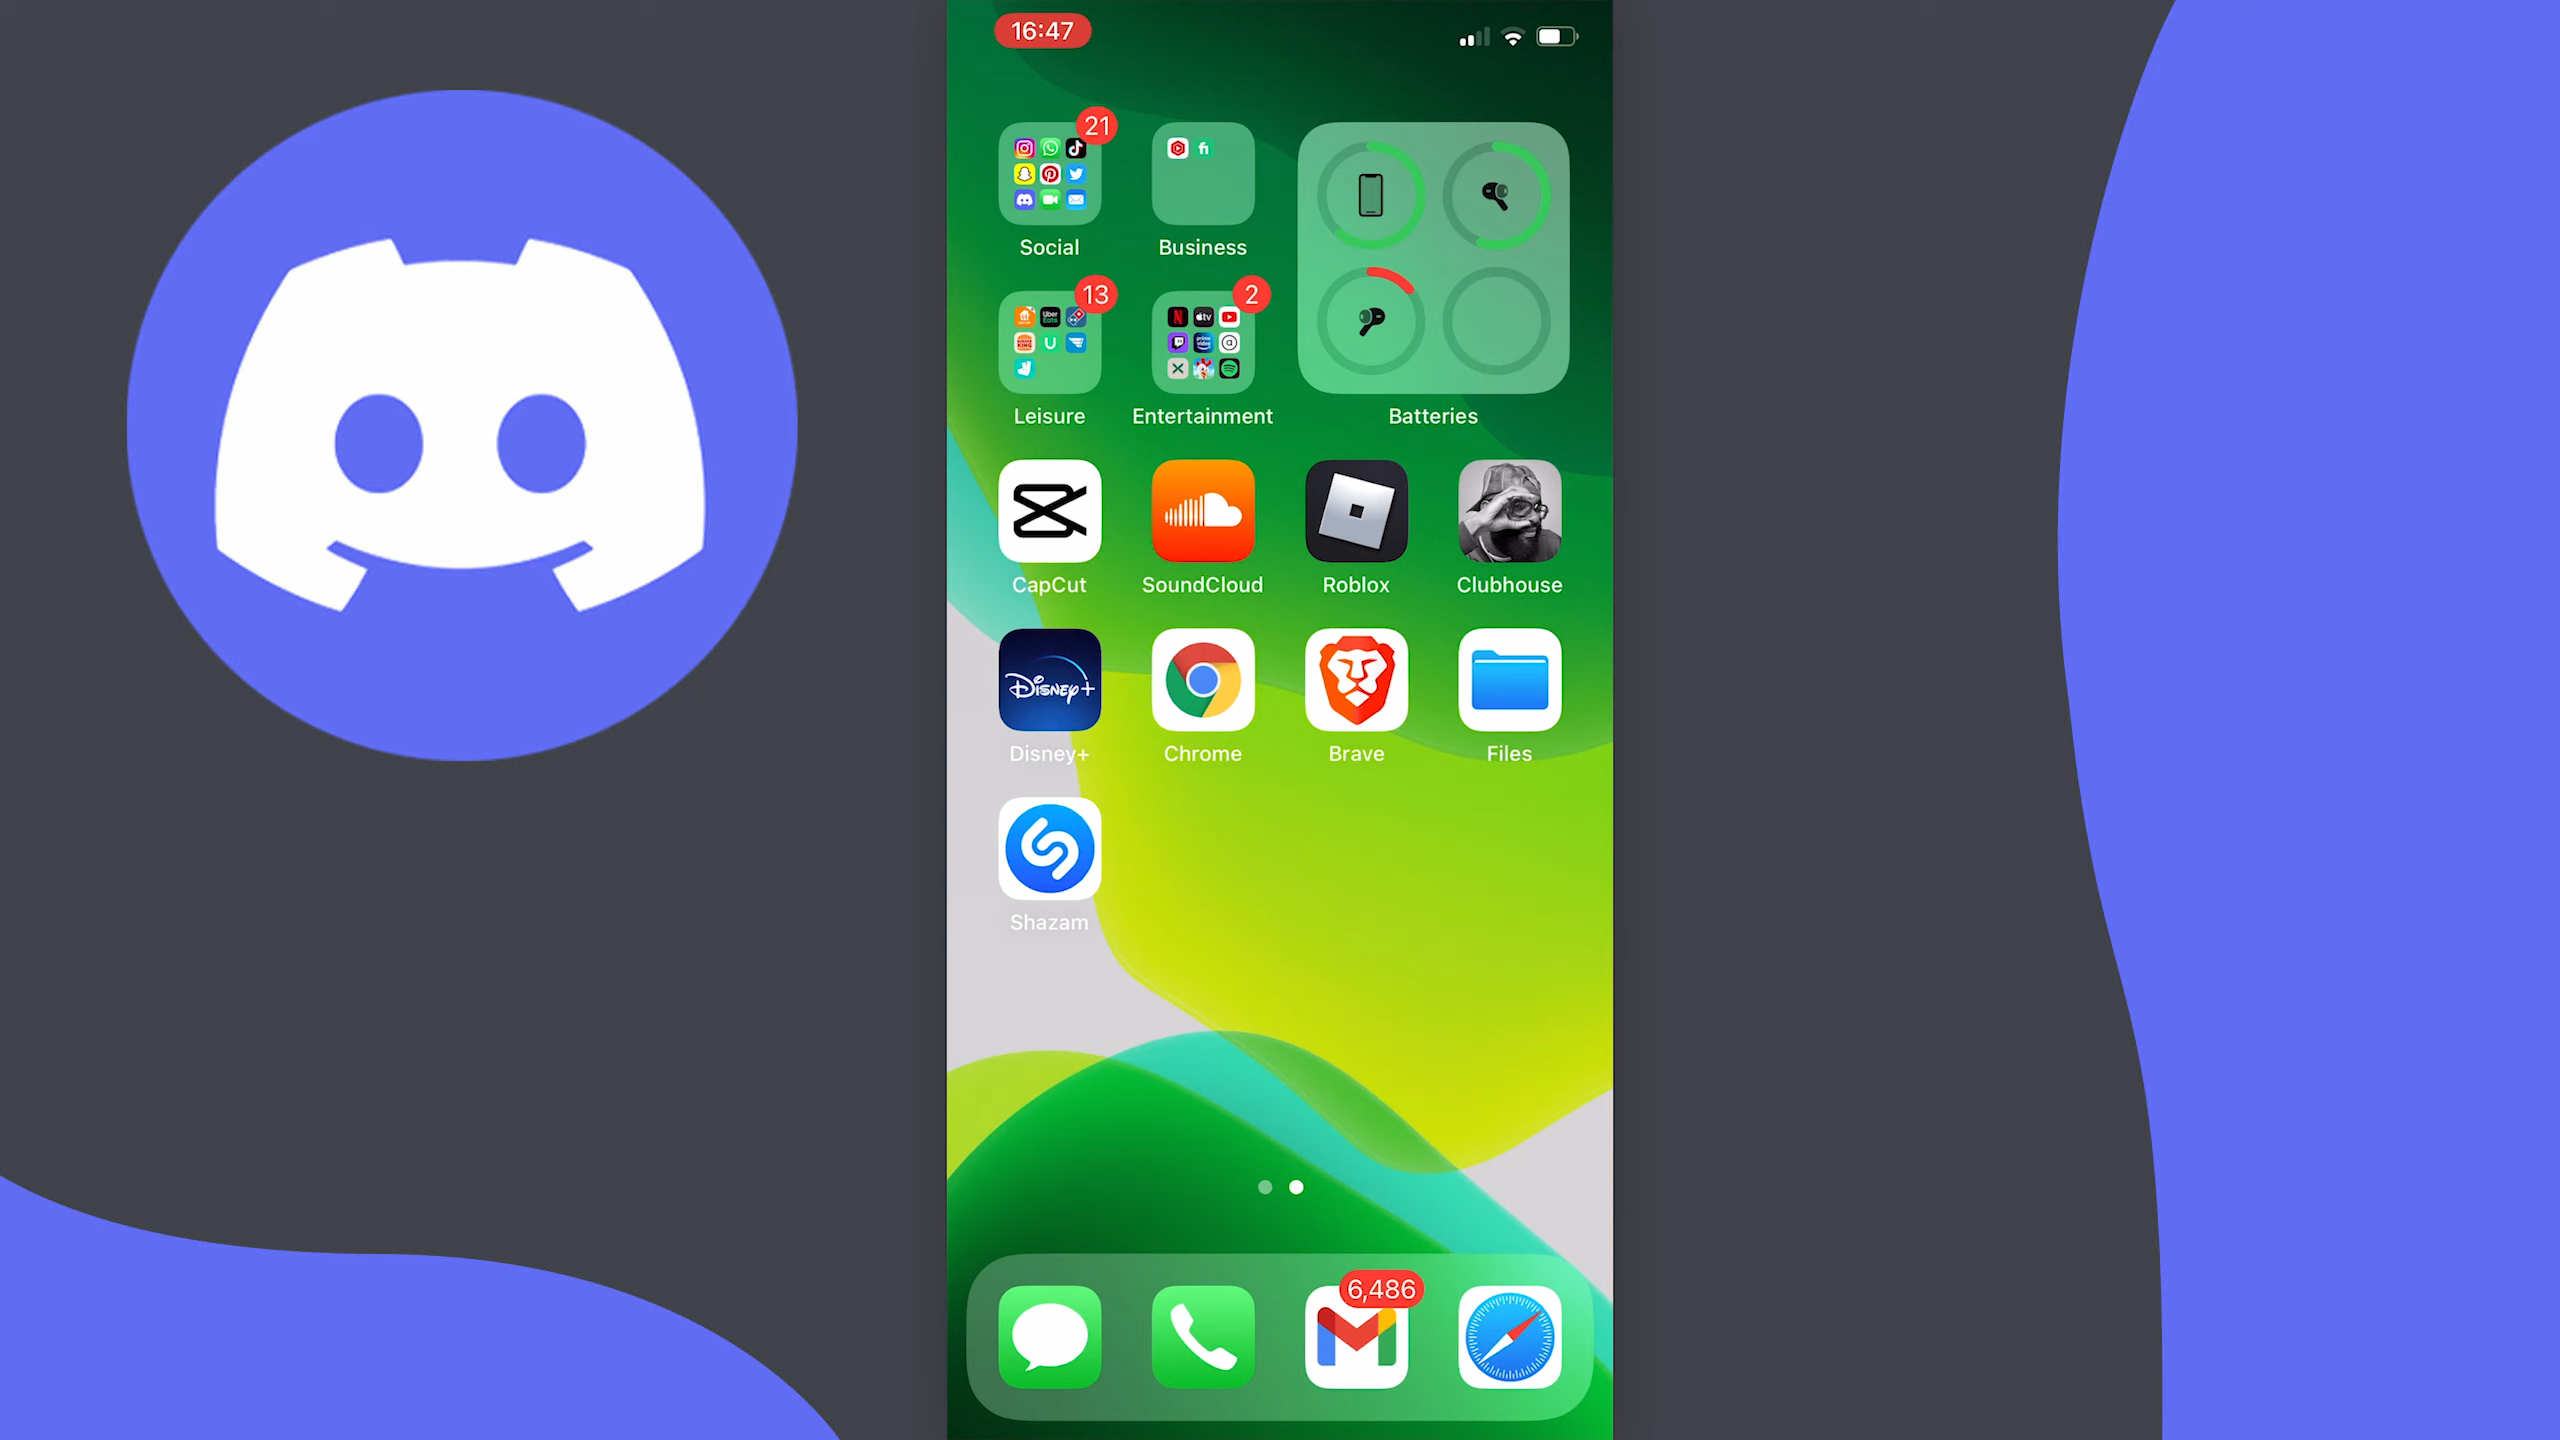 16:47
21
Social
Business
13
2
Leisure
Entertainment
Batteries
CapCut
SoundCloud
Roblox
Clubhouse
Disney+
Disney+
Chrome
Brave
Files
Shazam
6,486